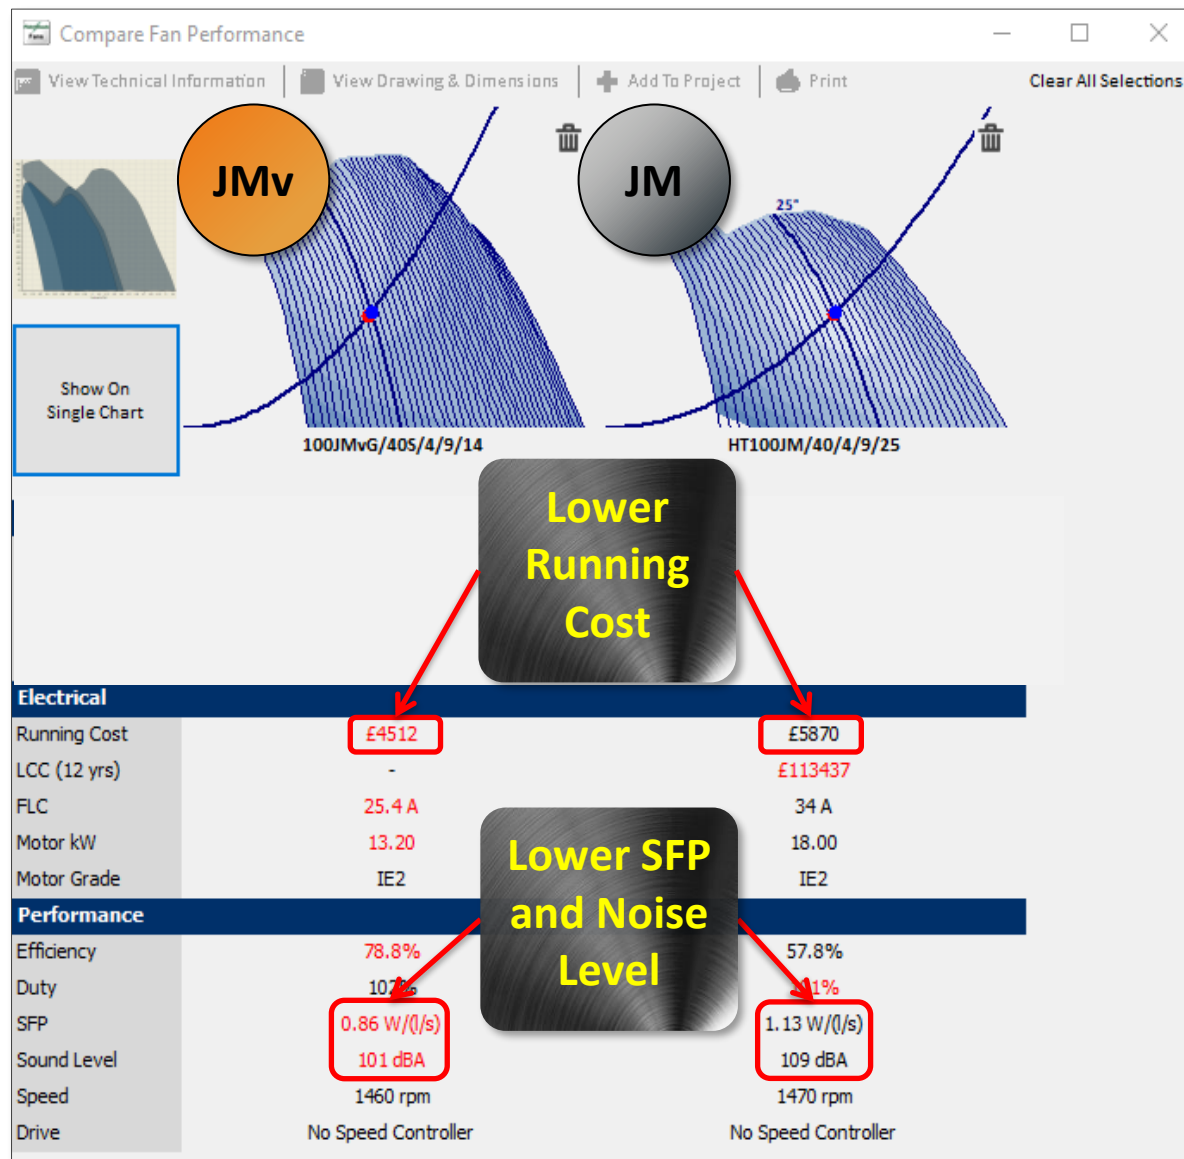 Compare Fan Performance
View Technical Information View Drawing & Dimensions Add To Project Print Clear All Selections
JMv
JM
25°
Show On
Single Chart
100JMvG/40S/4/9/14 HT100JM/40/4/9/25
Lower
Running
Cost
Electrical
Running Cost £4512 £5870
LCC (12 yrs) - £113437
FLC 25.4 A 34 A
Motor kW 13.20 18.00
Motor Grade IE2 IE2
Lower SFP
and Noise
Level
Performance
Efficiency 78.8% 57.8%
Duty
SFP 0.86 W/(l/s) 1.13 W/(l/s)
Sound Level 101 dBA 109 dBA
Speed 1460 rpm 1470 rpm
Drive No Speed Controller No Speed Controller